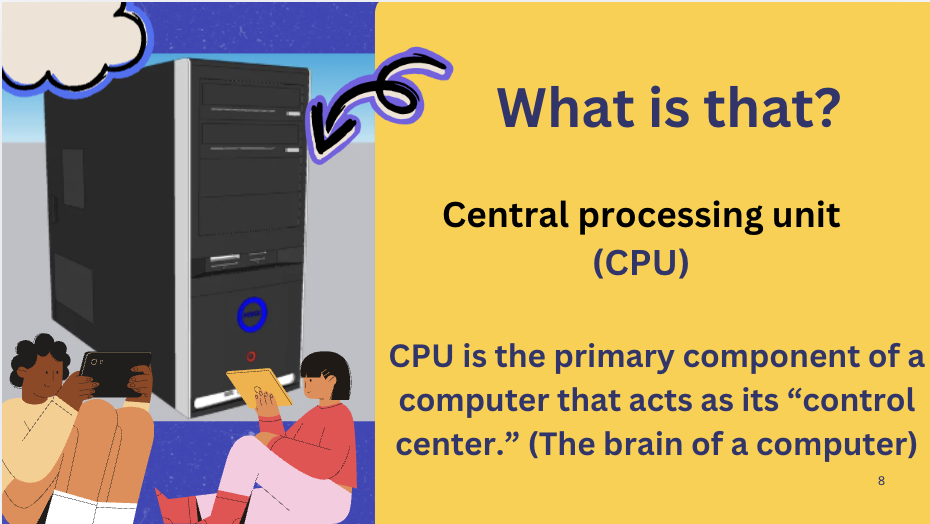 What is that?
Central processing unit
(CPU)
CPU is the primary component of a
computer that acts as its “control
center.” (The brain of a computer)
8